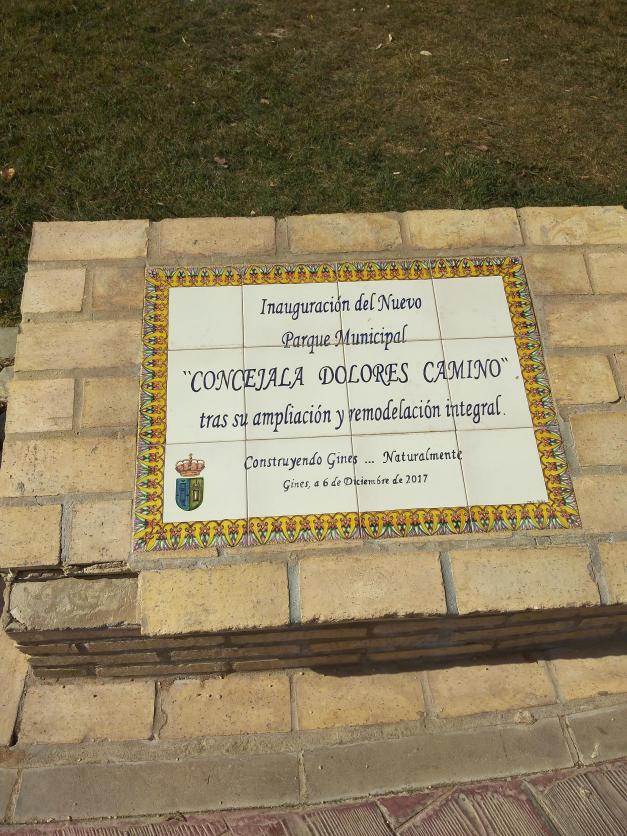 Inauguración del Nuevo
Parque Municipal
"CONCEJALA DOLORES CAMINO"
tras su ampliación y remodelación integral.
Construyendo Gines ... Naturalmente
Gines, a 6 de Diciembre de 2017